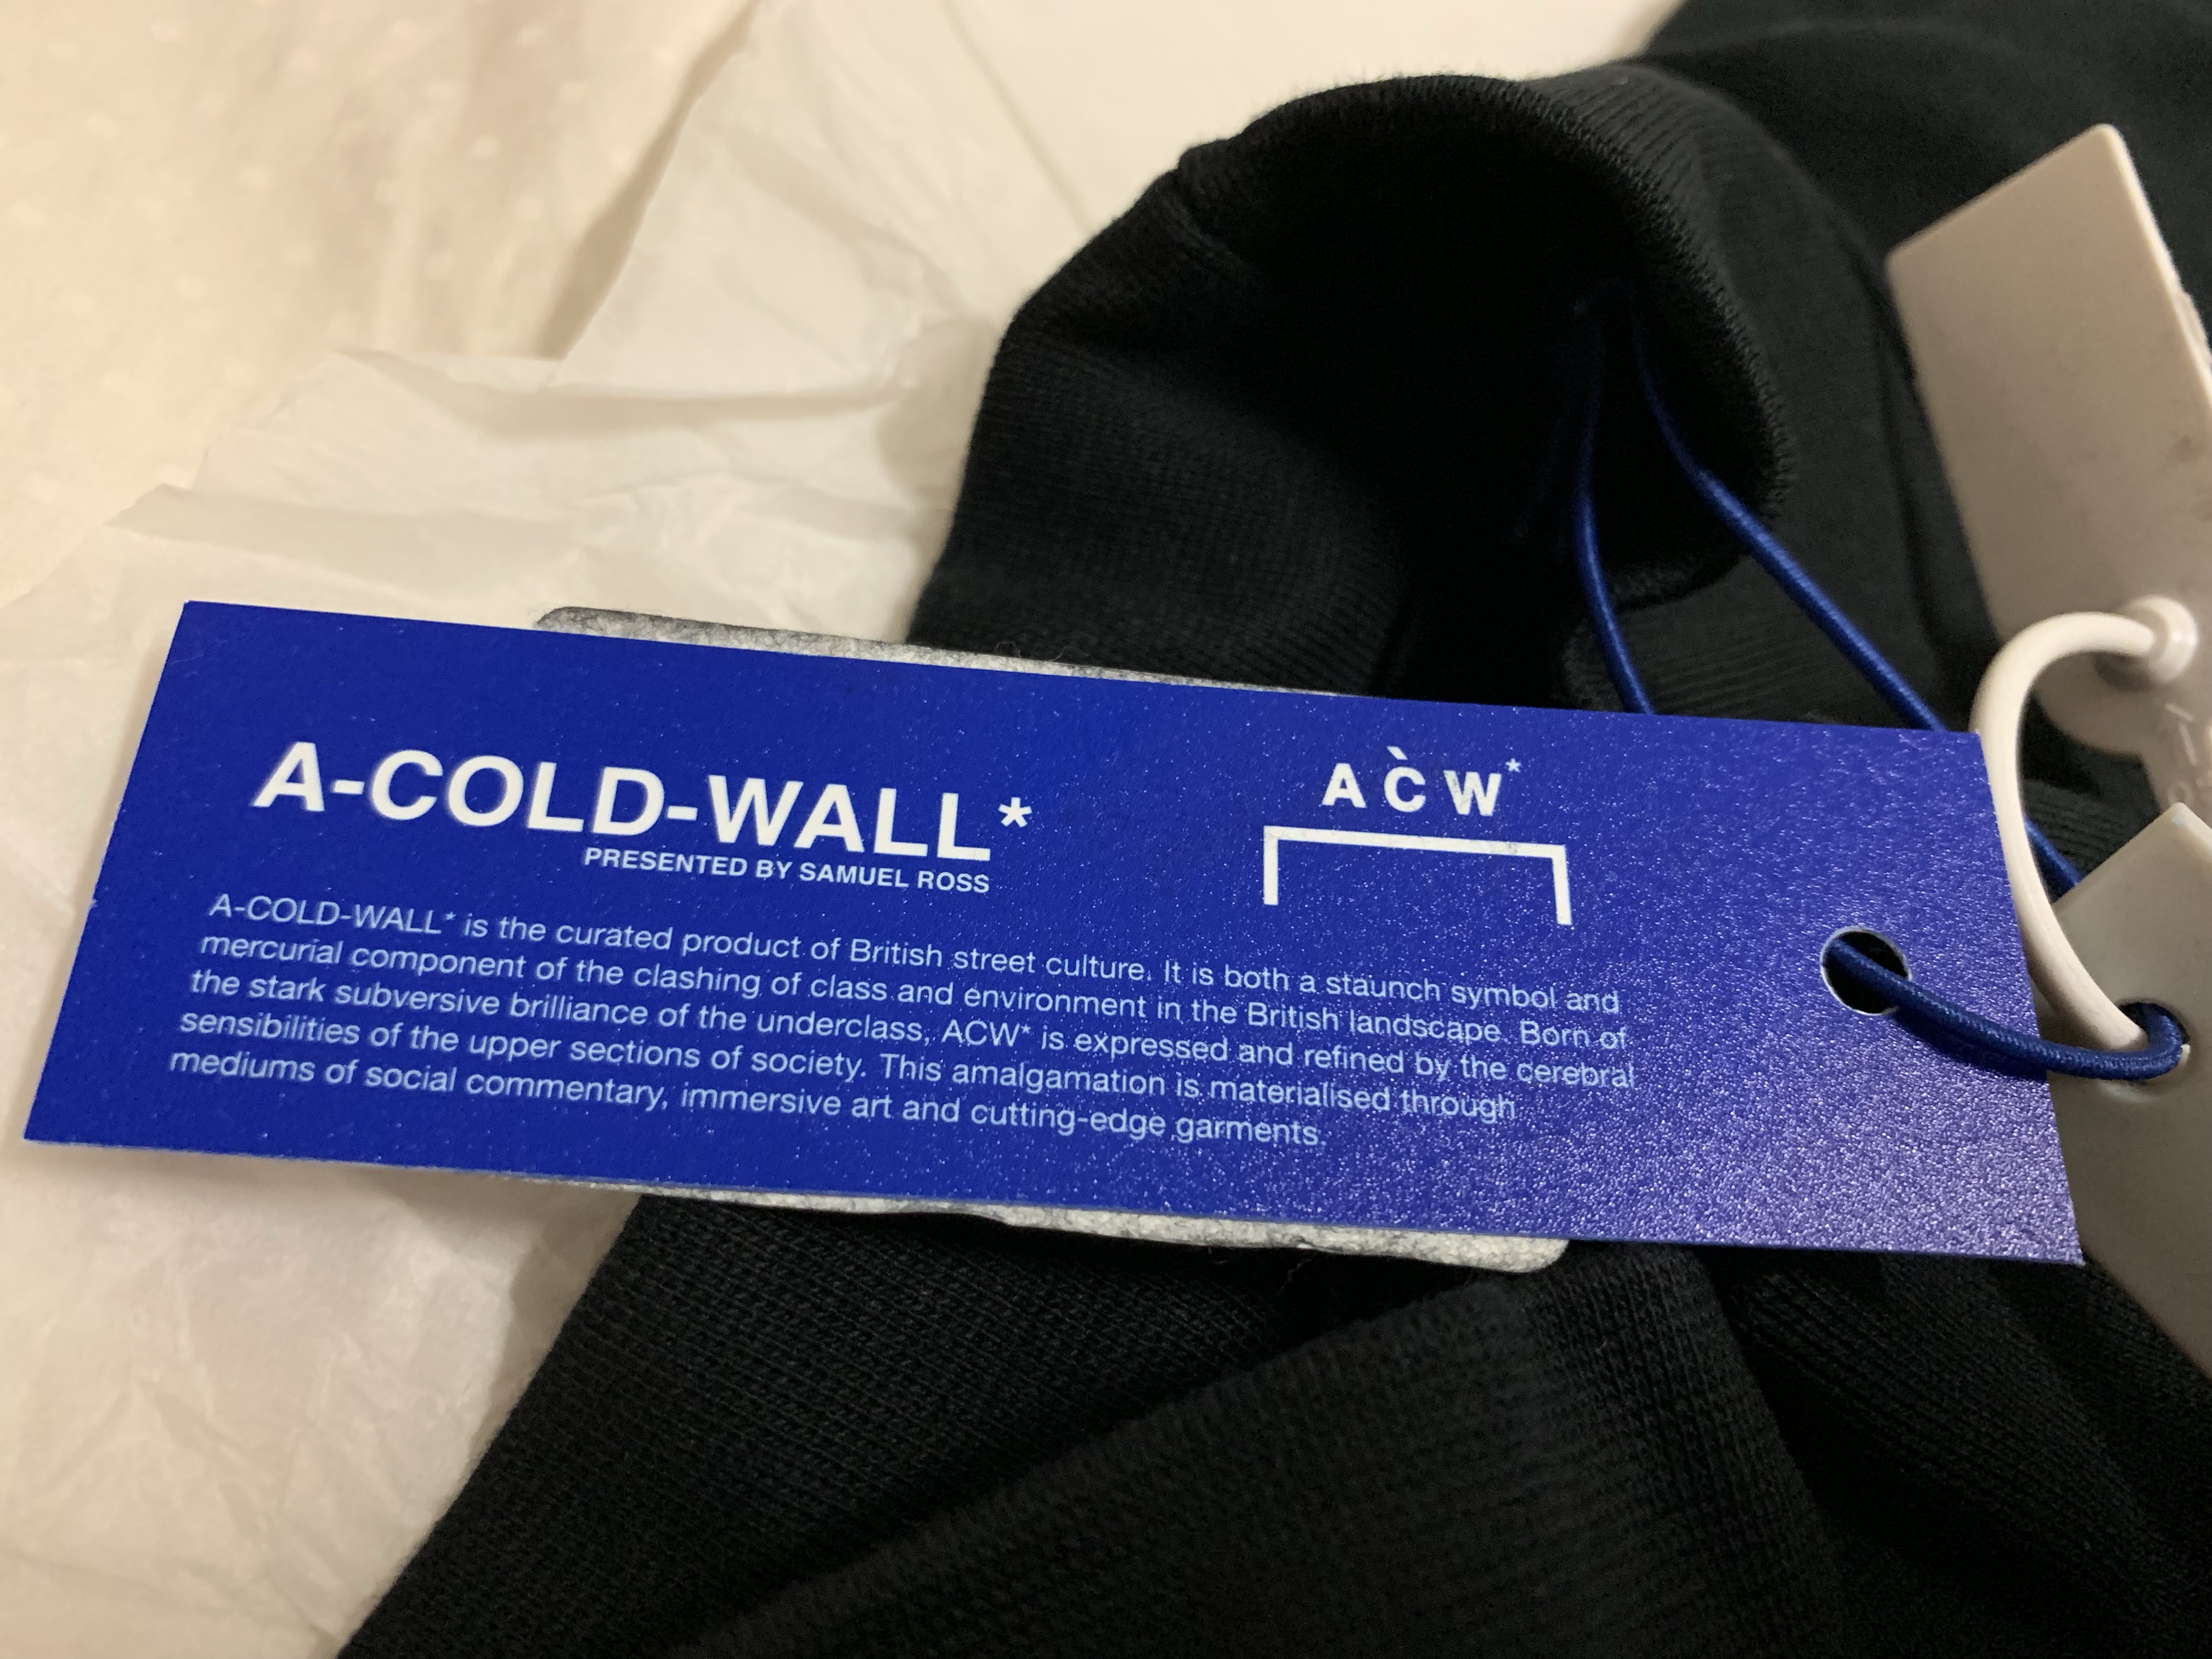 A-COLD-WALL*
PRESENTED BY SAMUEL ROSS
AC̀W*
A-COLD-WALL* is the curated product of British street culture. It is both a staunch symbol and
mercurial component of the clashing of class and environment in the British landscape. Born of
the stark subversive brilliance of the underclass, ACW* is expressed and refined by the cerebral
sensibilities of the upper sections of society. This amalgamation is materialised through
mediums of social commentary, immersive art and cutting-edge garments.